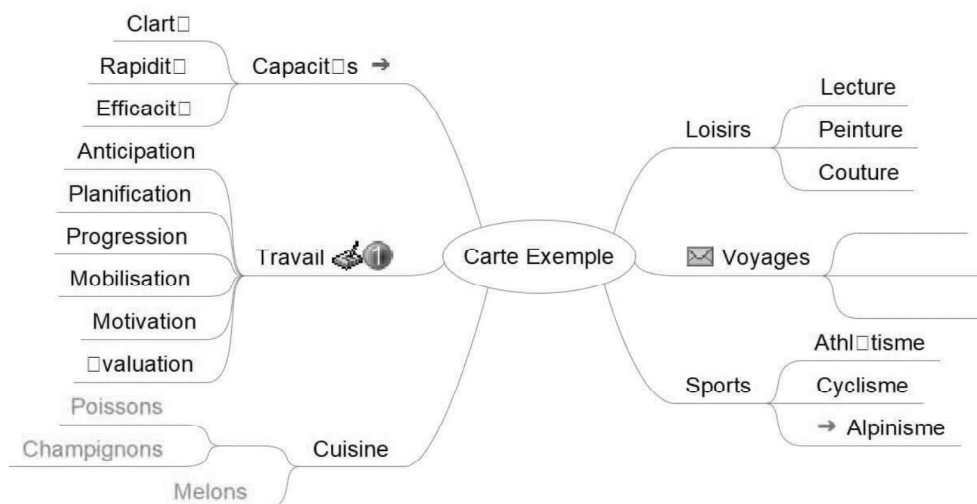 Clart□
Rapidit□
Efficacit□
Capacit□s
Anticipation
Planification
Progression
Mobilisation
Motivation
□valuation
Travail 1
Poissons
Champignons
Melons
Cuisine
Carte Exemple
Loisirs
Lecture
Peinture
Couture
Voyages
Sports
Athl□tisme
Cyclisme
Alpinisme